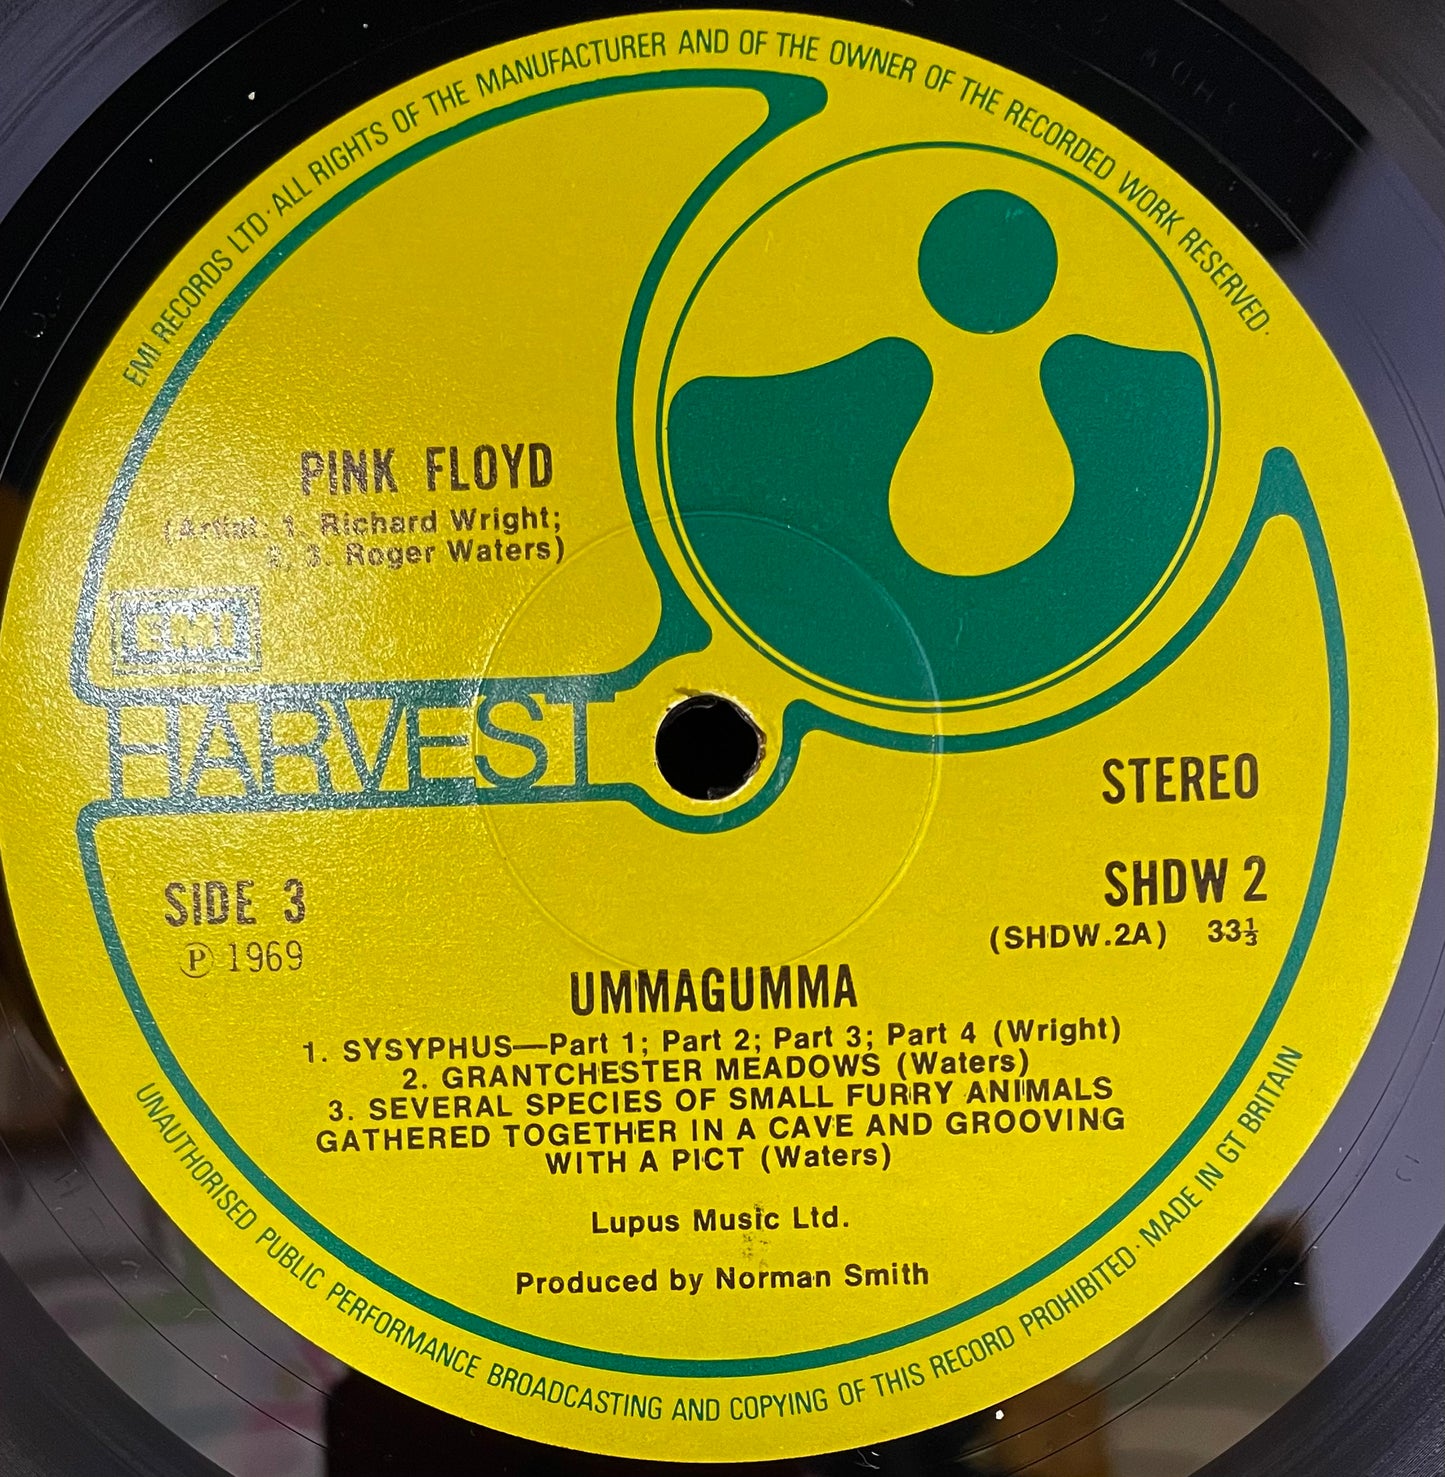 EMI RECORDS LTD · ALL RIGHTS OF THE MANUFACTURER AND OF THE OWNER OF THE RECORDED WORK RESERVED ·
PINK FLOYD
(Artist: 1. Richard Wright;
2, 3. Roger Waters)
EMI
HARVEST
STEREO
SIDE 3
SHDW 2
Ⓟ 1969
(SHDW.2A) 33⅓
UMMAGUMMA
1. SYSYPHUS—Part 1; Part 2; Part 3; Part 4 (Wright)
2. GRANTCHESTER MEADOWS (Waters)
3. SEVERAL SPECIES OF SMALL FURRY ANIMALS
GATHERED TOGETHER IN A CAVE AND GROOVING
WITH A PICT (Waters)
Lupus Music Ltd.
Produced by Norman Smith
UNAUTHORISED PUBLIC PERFORMANCE BROADCASTING AND COPYING OF THIS RECORD PROHIBITED · MADE IN GT BRITAIN